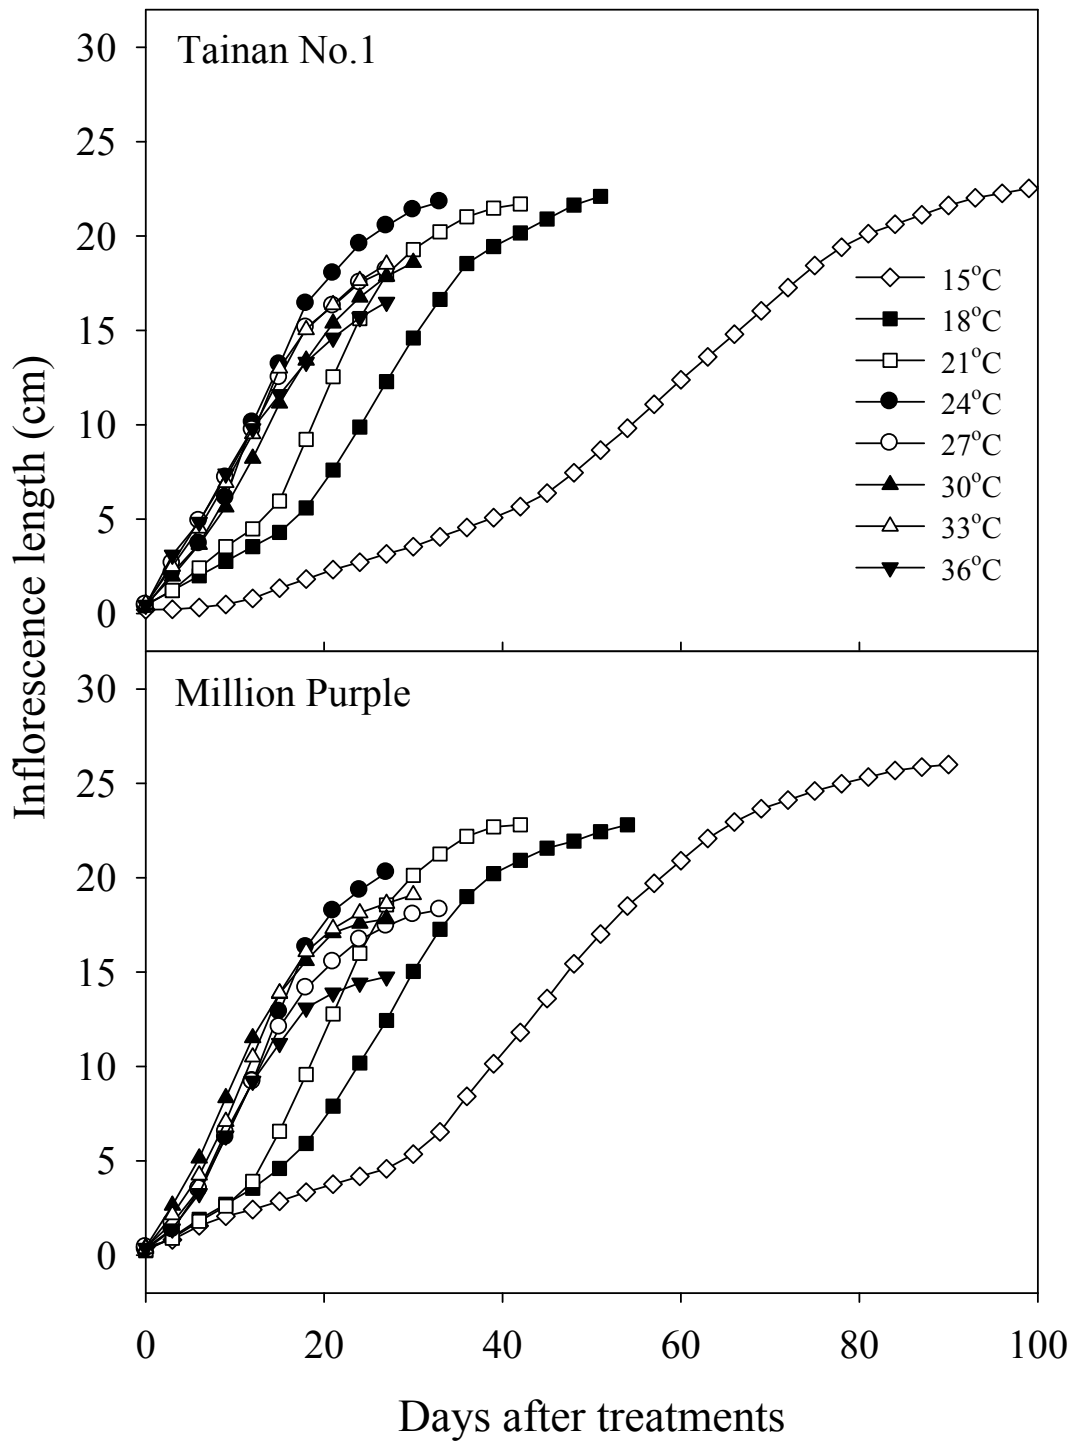 Tainan No.1
30
25
20
15
10
5
0
15°C
18°C
21°C
24°C
27°C
30°C
33°C
36°C
Inflorescence length (cm)
Million Purple
30
25
20
15
10
5
0
0 20 40 60 80 100
Days after treatments